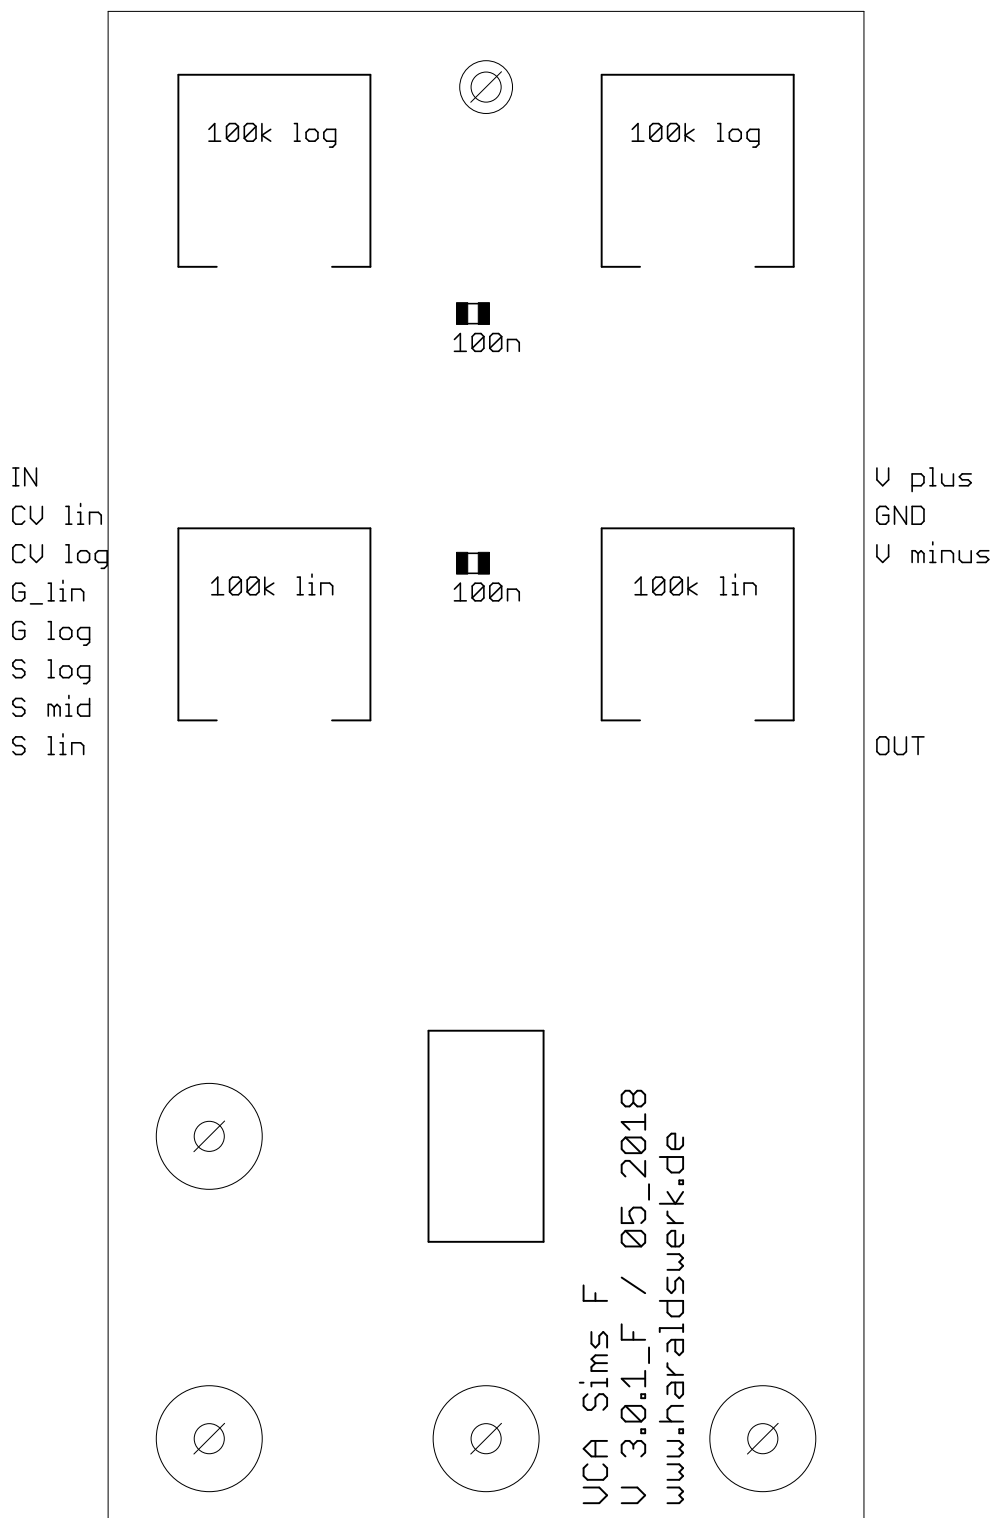 100k log
100k log
100n
IN
CV lin
CV log
G_lin
G log
S log
S mid
S lin
V plus
GND
V minus
OUT
100k lin
100n
100k lin
VCA Sims F
V 3.0.1_F / 05_2018
www.haraldswerk.de